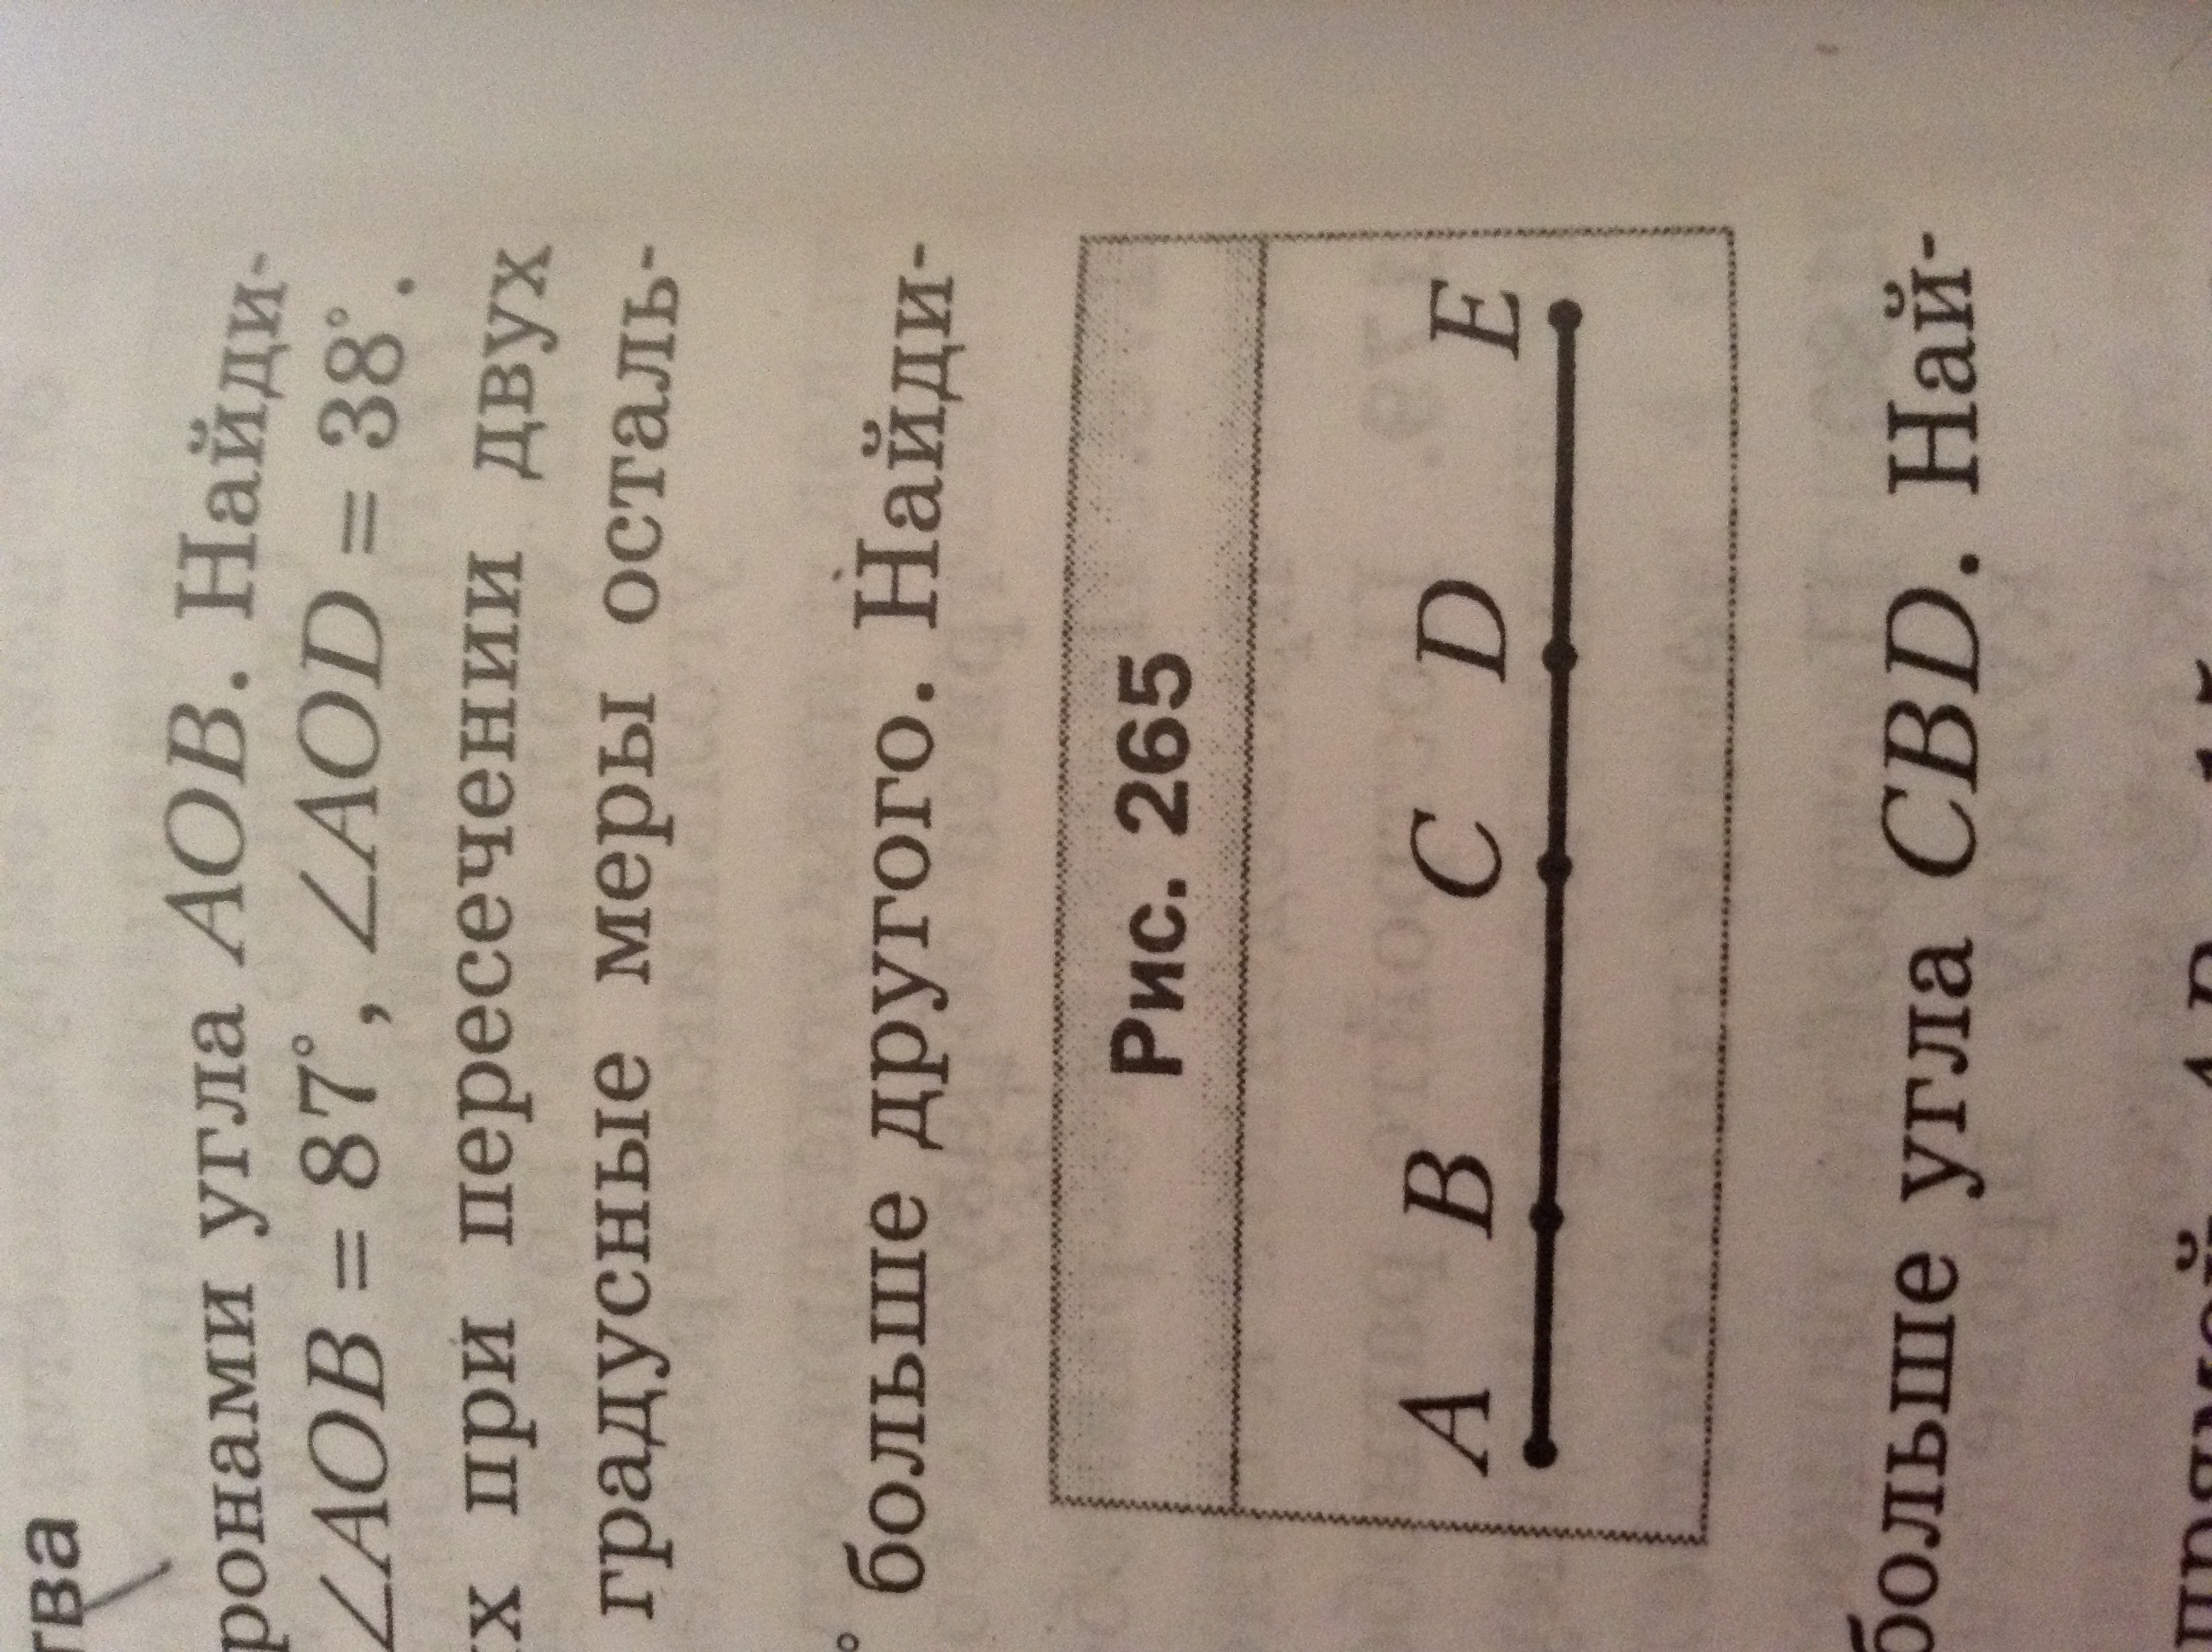 тва
ронами угла AOB. Найди-
∠AOB = 87°, ∠AOD = 38°.
х при пересечении двух
градусные меры осталь-
° больше другого. Найди-
Рис. 265
A B C D E
больше угла CBD. Най-